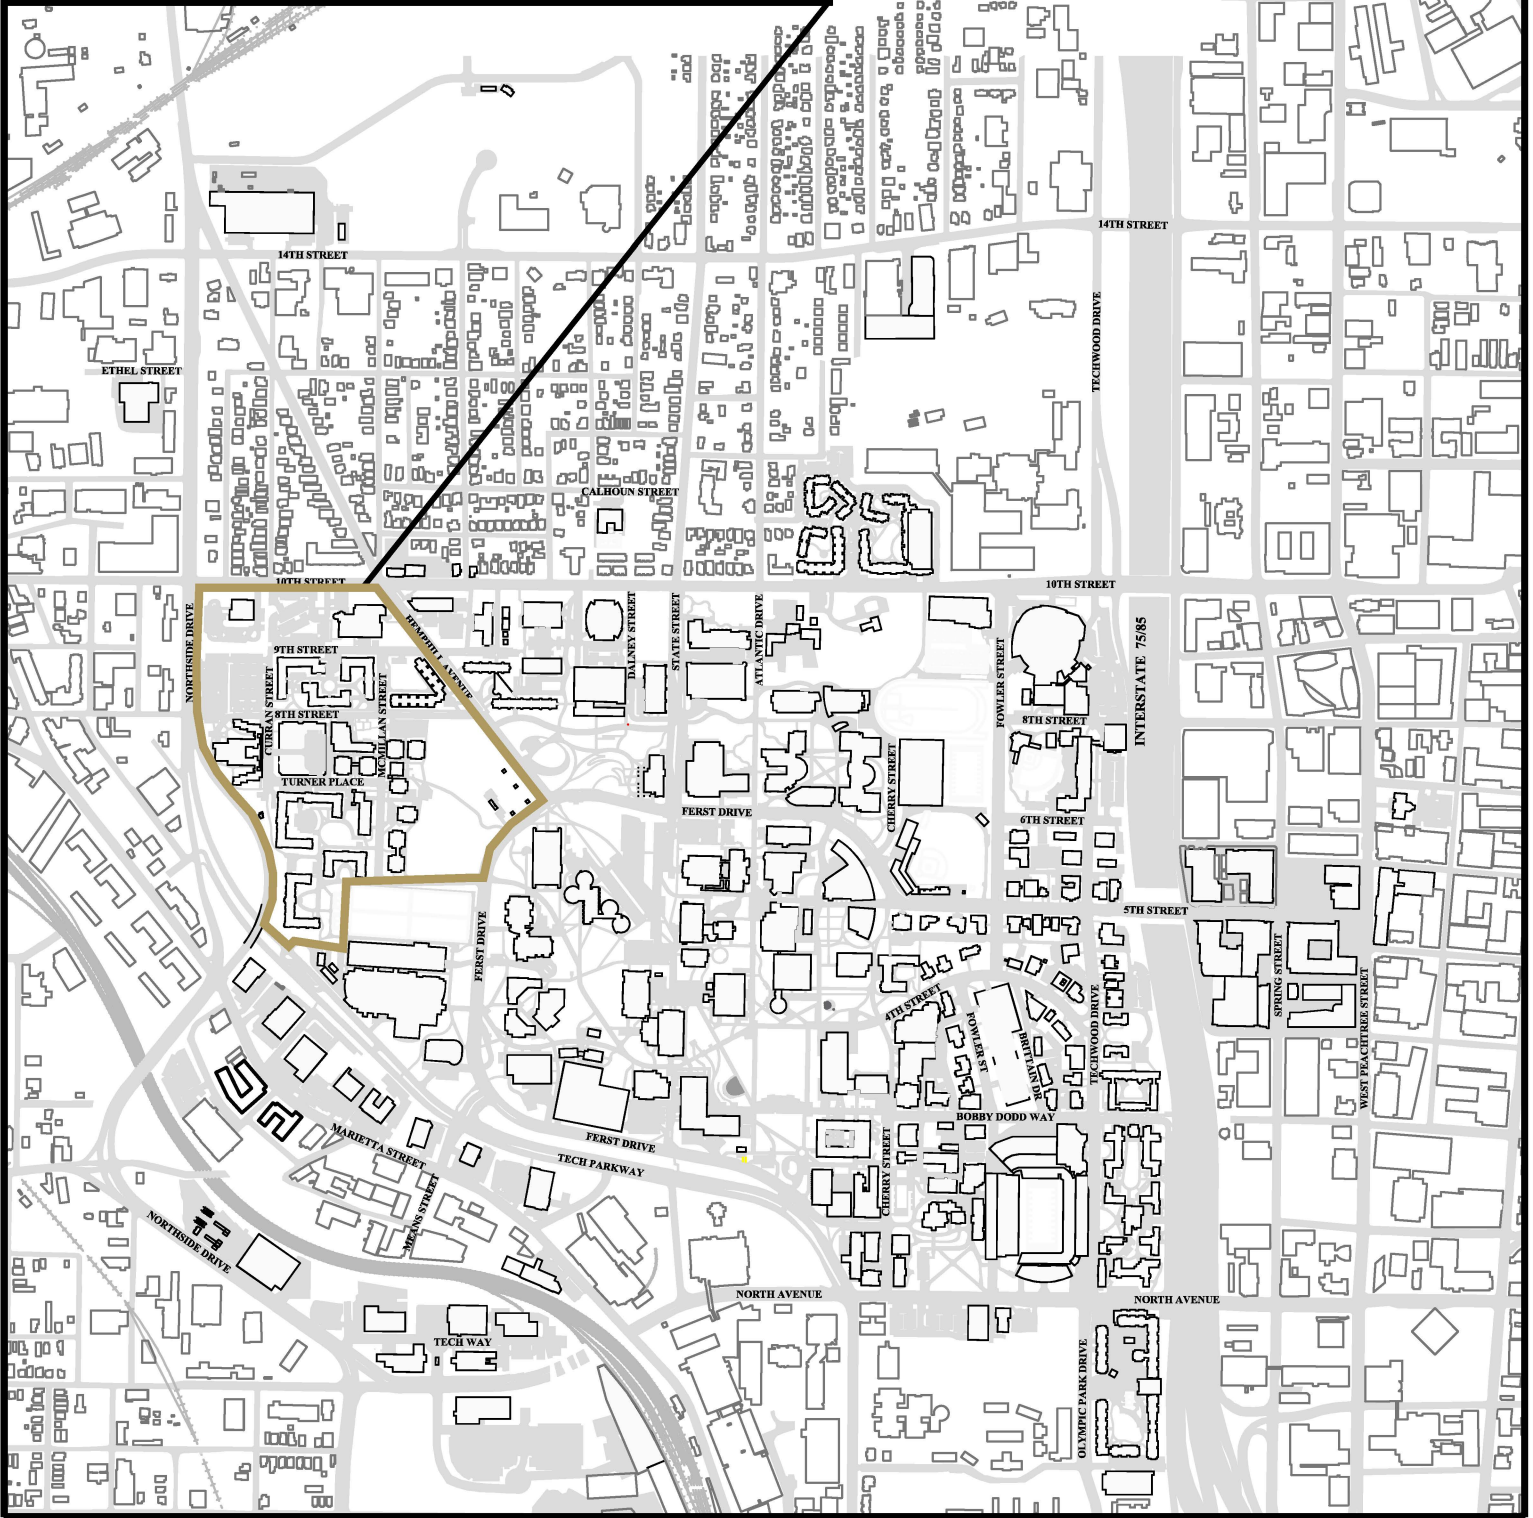 14TH STREET
14TH STREET
TECHWOOD DRIVE
ETHEL STREET
CALHOUN STREET
10TH STREET
10TH STREET
NORTHSIDE DRIVE
HEMPHILL AVENUE
DALNEY STREET
STATE STREET
ATLANTIC DRIVE
FOWLER STREET
INTERSTATE 75/85
9TH STREET
CURRAN STREET
MCMILLAN STREET
8TH STREET
8TH STREET
TURNER PLACE
CHERRY STREET
FERST DRIVE
6TH STREET
5TH STREET
FERST DRIVE
SPRING STREET
WEST PEACHTREE STREET
4TH STREET
FOWLER ST
BRITTAIN DR
TECHWOOD DRIVE
BOBBY DODD WAY
MARIETTA STREET
FERST DRIVE
TECH PARKWAY
CHERRY STREET
MEANS STREET
NORTHSIDE DRIVE
NORTH AVENUE
NORTH AVENUE
TECH WAY
OLYMPIC PARK DRIVE